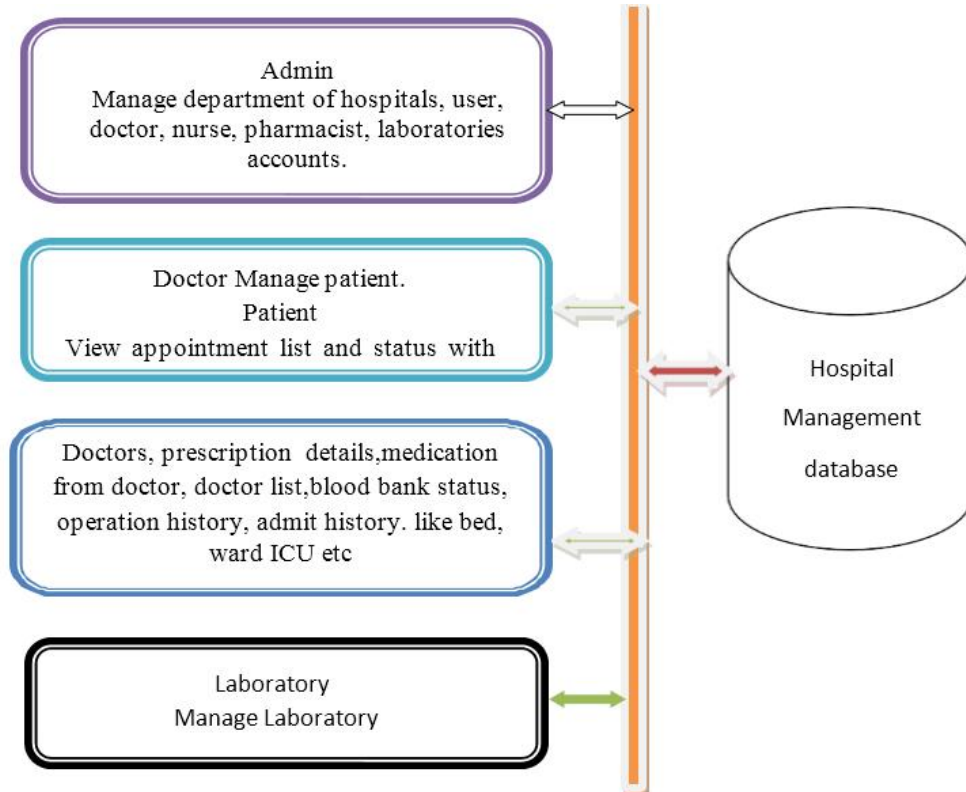 Admin
Manage department of hospitals, user,
doctor, nurse, pharmacist, laboratories
accounts.
Doctor Manage patient.
Patient
View appointment list and status with
Doctors, prescription details,medication
from doctor, doctor list,blood bank status,
operation history, admit history. like bed,
ward ICU etc
Laboratory
Manage Laboratory
Hospital
Management
database